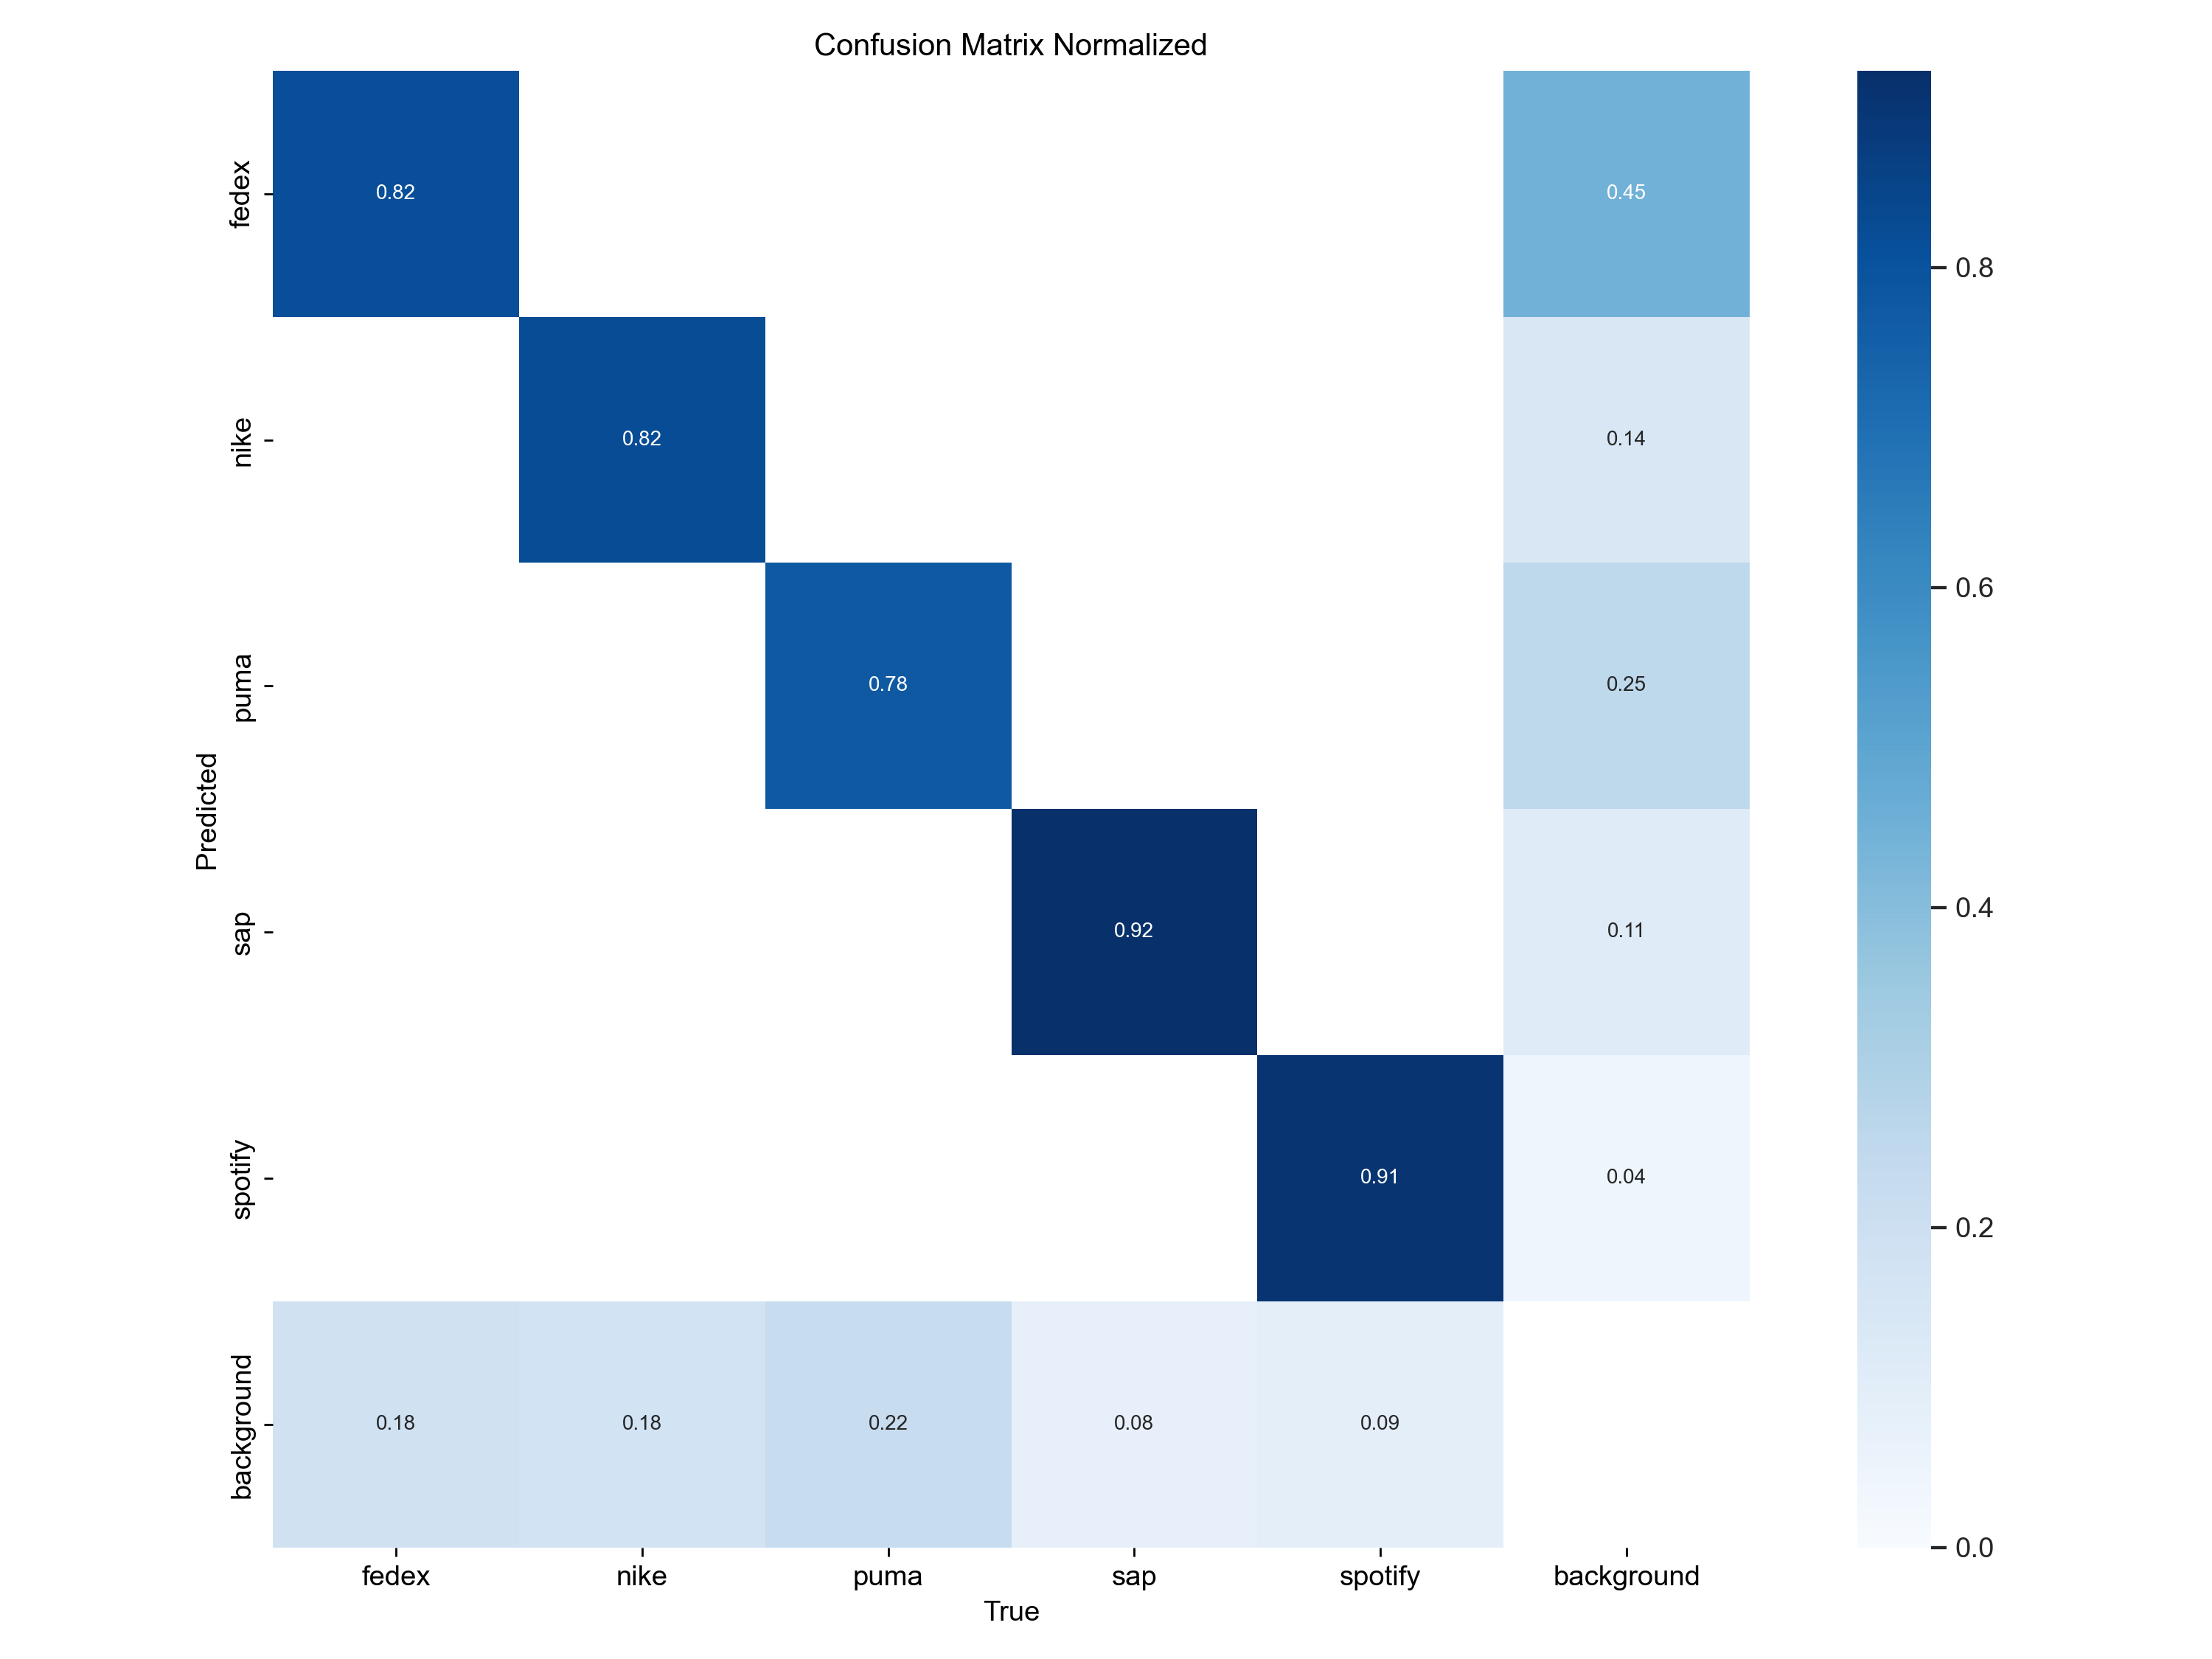 Confusion Matrix Normalized
fedex
0.82
0.45
0.8
nike
0.82
0.14
0.6
puma
0.78
0.25
Predicted
sap
0.92
0.11
0.4
spotify
0.91
0.04
0.2
background
0.18
0.18
0.22
0.08
0.09
0.0
fedex
nike
puma
sap
spotify
background
True